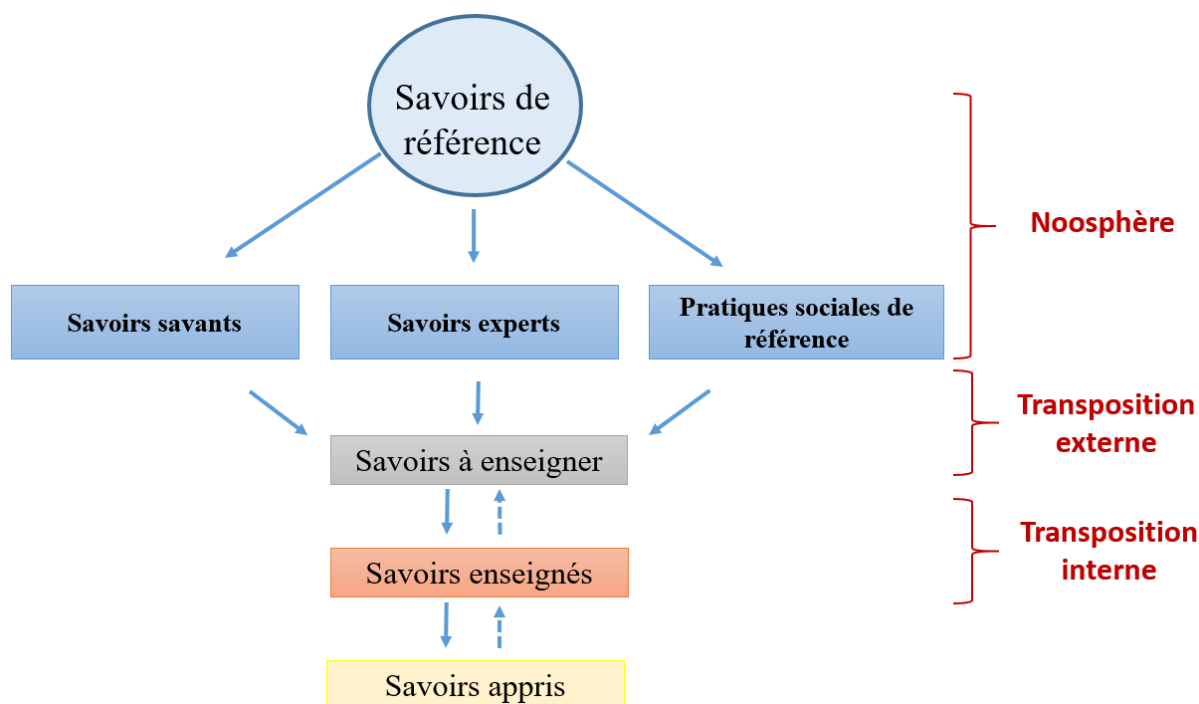 Savoirs de
référence
Noosphère
Savoirs savants
Savoirs experts
Pratiques sociales de
référence
Transposition
externe
Savoirs à enseigner
Transposition
interne
Savoirs enseignés
Savoirs appris